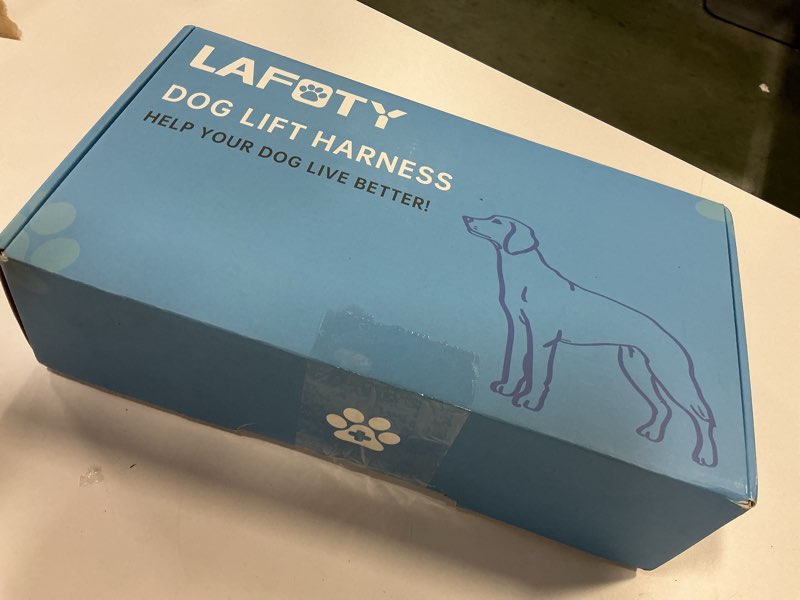 LAFOTY
DOG LIFT HARNESS
HELP YOUR DOG LIVE BETTER!